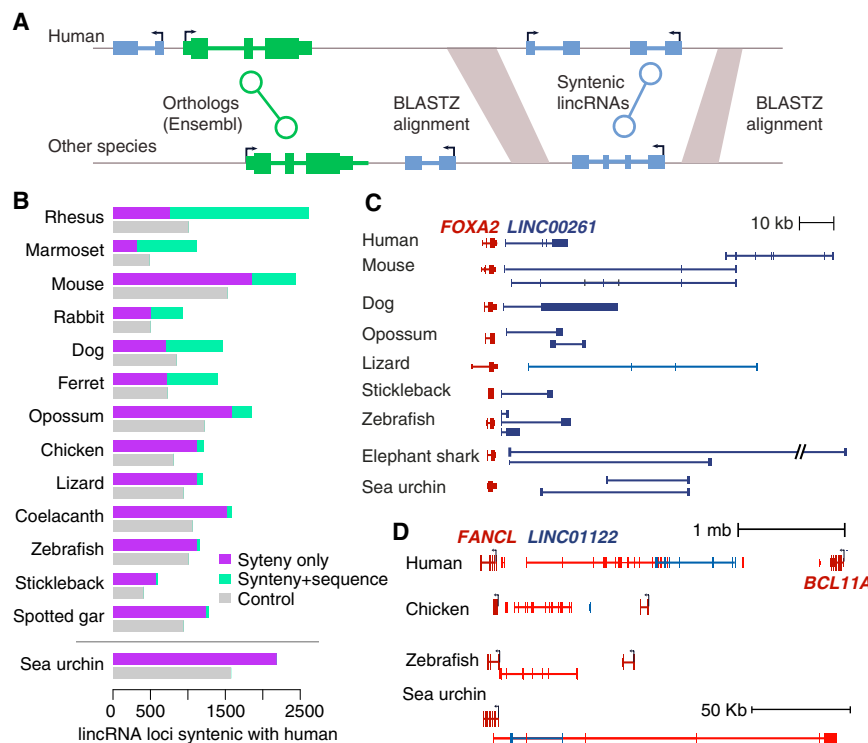 A
Human
Orthologs
(Ensembl)
BLASTZ
alignment
Syntenic
lincRNAs
BLASTZ
alignment
Other species
B
Rhesus
Marmoset
Mouse
Rabbit
Dog
Ferret
Opossum
Chicken
Lizard
Coelacanth
Zebrafish
Stickleback
Spotted gar
Sea urchin
Syteny only
Synteny+sequence
Control
0 500 1500 2500
lincRNA loci syntenic with human
C
FOXA2 LINC00261
10 kb
Human
Mouse
Dog
Opossum
Lizard
Stickleback
Zebrafish
Elephant shark
Sea urchin
D
FANCL LINC01122
1 mb
Human
BCL11A
Chicken
Zebrafish
Sea urchin
50 Kb